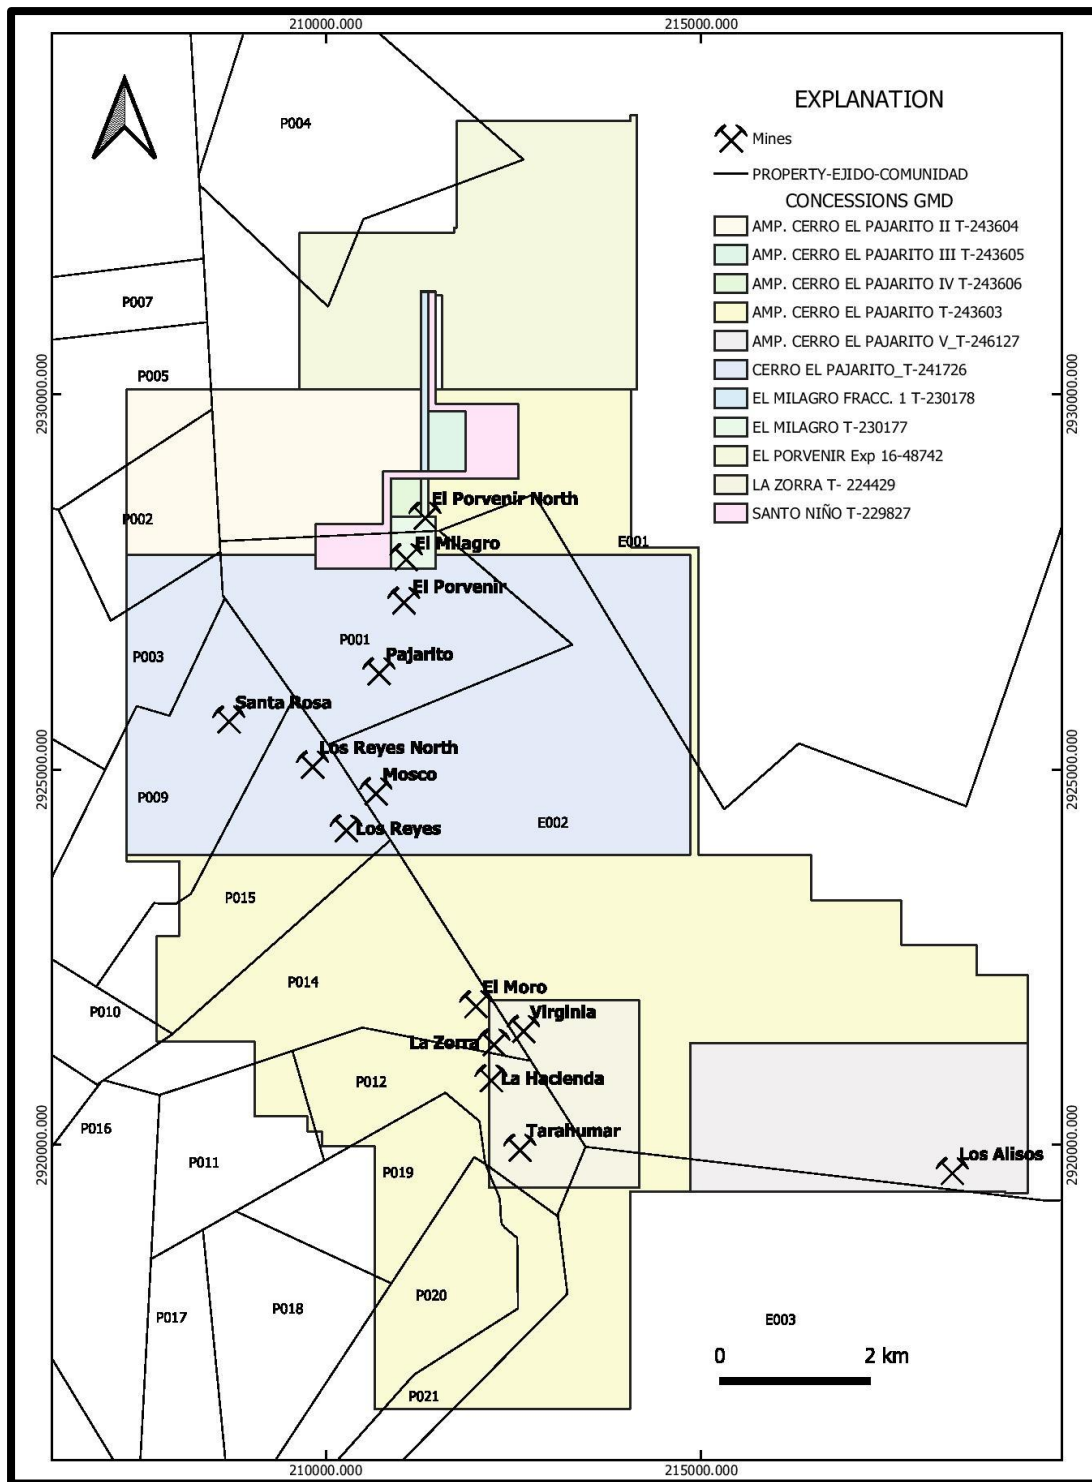 210000.000
215000.000
EXPLANATION
Mines
PROPERTY-EJIDO-COMUNIDAD
CONCESSIONS GMD
AMP. CERRO EL PAJARITO II T-243604
AMP. CERRO EL PAJARITO III T-243605
AMP. CERRO EL PAJARITO IV T-243606
AMP. CERRO EL PAJARITO T-243603
AMP. CERRO EL PAJARITO V_T-246127
CERRO EL PAJARITO_T-241726
EL MILAGRO FRACC. 1 T-230178
EL MILAGRO T-230177
EL PORVENIR Exp 16-48742
LA ZORRA T- 224429
SANTO NIÑO T-229827
P004
P007
P005
2930000.000
2930000.000
P002
El Porvenir North
El Milagro
E001
El Porvenir
P001
P003
Pajarito
Santa Rosa
Los Reyes North
Mosco
2925000.000
2925000.000
P009
Los Reyes
E002
P015
P014
El Moro
P010
Virginia
La Zorra
P012
La Hacienda
P016
Tarahumar
2920000.000
2920000.000
P011
P019
Los Alisos
P020
P018
P017
E003
0
2 km
P021
210000.000
215000.000